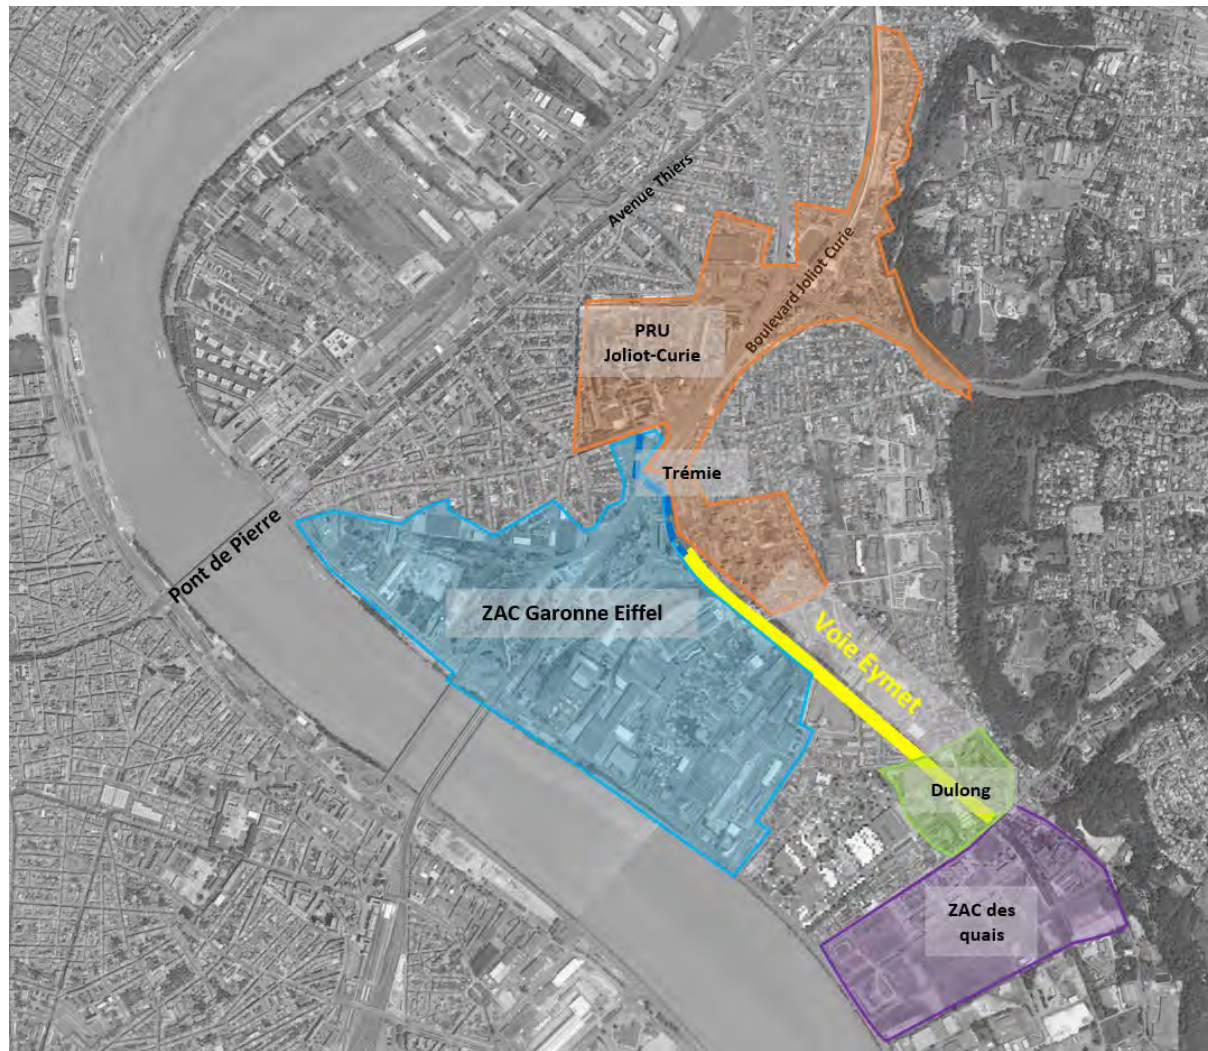 Avenue Thiers
Boulevard Joliot Curie
PRU
Joliot-Curie
Trémie
Pont de Pierre
ZAC Garonne Eiffel
Voie Eymet
Dulong
ZAC des
quais